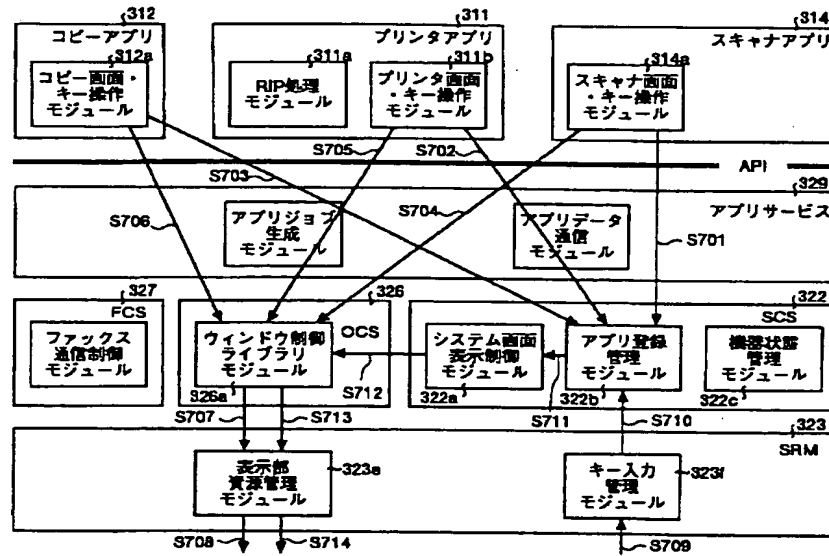 312
コピーアプリ
312a
コピー画面・
キー操作
モジュール
311
プリンタアプリ
311a
RIP処理
モジュール
311b
プリンタ画面
・キー操作
モジュール
314
スキャナアプリ
314a
スキャナ画面
・キー操作
モジュール
S703
S705
S702
API
329
アプリサービス
S706
アプリジョブ
生成
モジュール
S704
アプリデータ
通信
モジュール
S701
327
FCS
ファックス
通信制御
モジュール
326
OCS
ウィンドウ制御
ライブラリ
モジュール
326a
S712
322
SCS
システム画面
表示制御
モジュール
322a
S711
アプリ登録
管理
モジュール
322b
機器状態
管理
モジュール
322c
S707
S713
S710
323
SRM
表示部
資源管理
モジュール
323e
キー入力
管理
モジュール
323f
S708
S714
S709